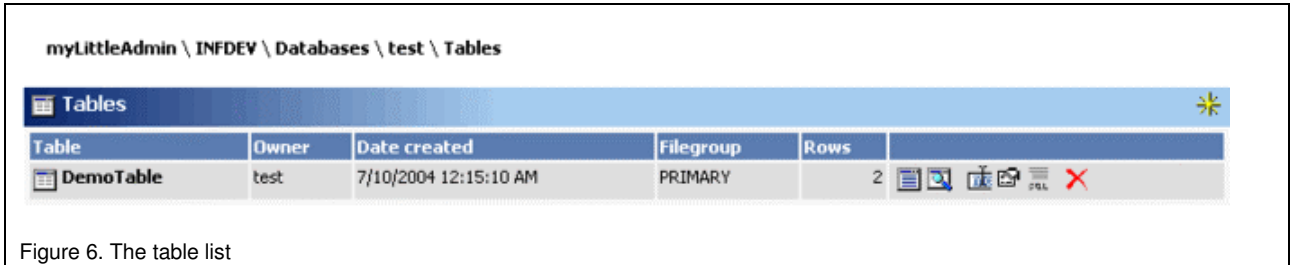 myLittleAdmin \ INFDEV \ Databases \ test \ Tables
Tables
Table Owner Date created Filegroup Rows
DemoTable test 7/10/2004 12:15:10 AM PRIMARY 2 SQL
Figure 6. The table list